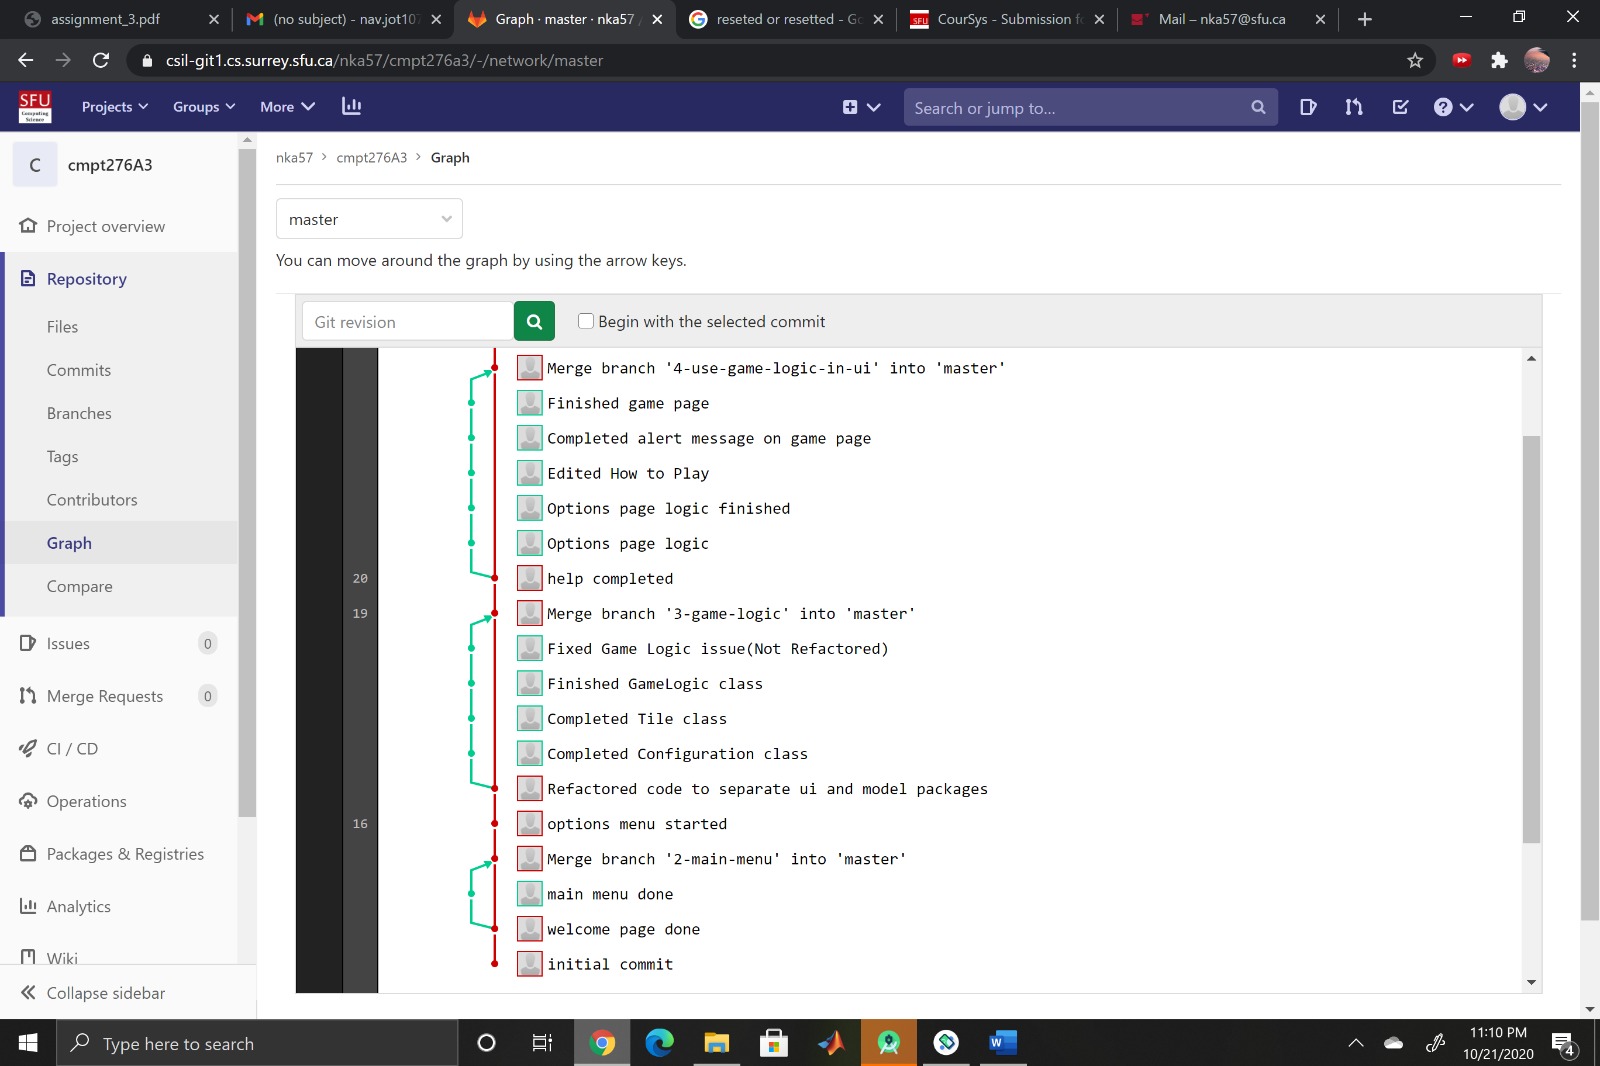 assignment_3.pdf
(no subject) - nav.jot107
Graph · master · nka57 /
reseted or resetted - Go
CourSys - Submission fo
Mail – nka57@sfu.ca
csil-git1.cs.surrey.sfu.ca/nka57/cmpt276a3/-/network/master
SFU
Computing
Science
Projects
Groups
More
Search or jump to...
C
cmpt276A3
nka57 > cmpt276A3 > Graph
Project overview
master
You can move around the graph by using the arrow keys.
Repository
Files
Commits
Branches
Tags
Contributors
Graph
Compare
Issues 0
Merge Requests 0
CI / CD
Operations
Packages & Registries
Analytics
Wiki
Collapse sidebar
Git revision
Begin with the selected commit
Merge branch '4-use-game-logic-in-ui' into 'master'
Finished game page
Completed alert message on game page
Edited How to Play
Options page logic finished
Options page logic
20 help completed
19 Merge branch '3-game-logic' into 'master'
Fixed Game Logic issue(Not Refactored)
Finished GameLogic class
Completed Tile class
Completed Configuration class
Refactored code to separate ui and model packages
16 options menu started
Merge branch '2-main-menu' into 'master'
main menu done
welcome page done
initial commit
Type here to search
W
11:10 PM
10/21/2020
4